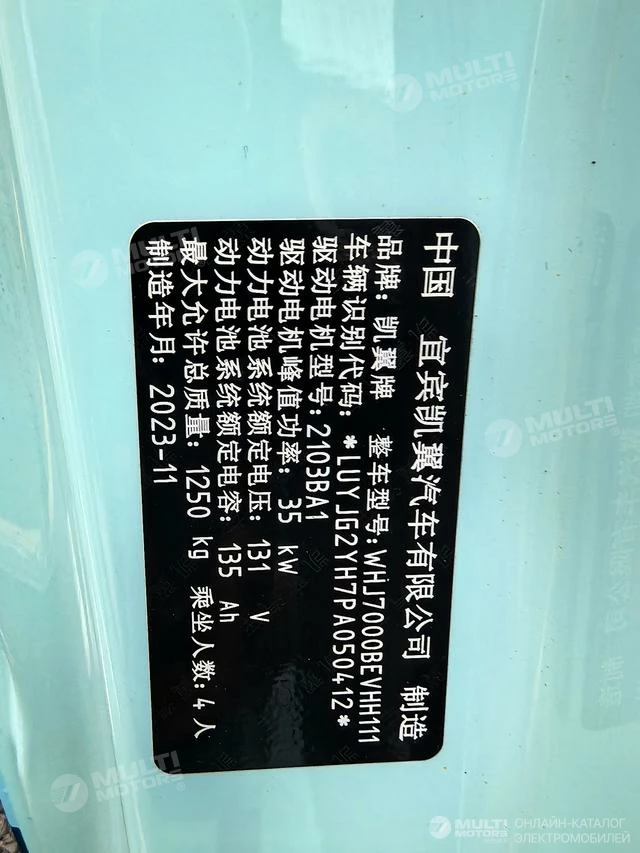 中国 宜宾凯翼汽车有限公司 制造
品牌：凯翼牌 整车型号：WHJ7000BEVHH111
车辆识别代码：*LUYJG2YH7PA050412*
驱动电机型号：2103BA1
驱动电机峰值功率：35 kW
动力电池系统额定电压：131 V
动力电池系统额定电容：135 Ah
最大允许总质量：1250 kg 乘坐人数：4人
制造年月：2023-11
MULTI MOTORS
MULTI MOTORS
MULTI MOTORS
MULTI MOTORS
MULTI MOTORS
ОНЛАЙН-КАТАЛОГ
ЭЛЕКТРОМОБИЛЕЙ